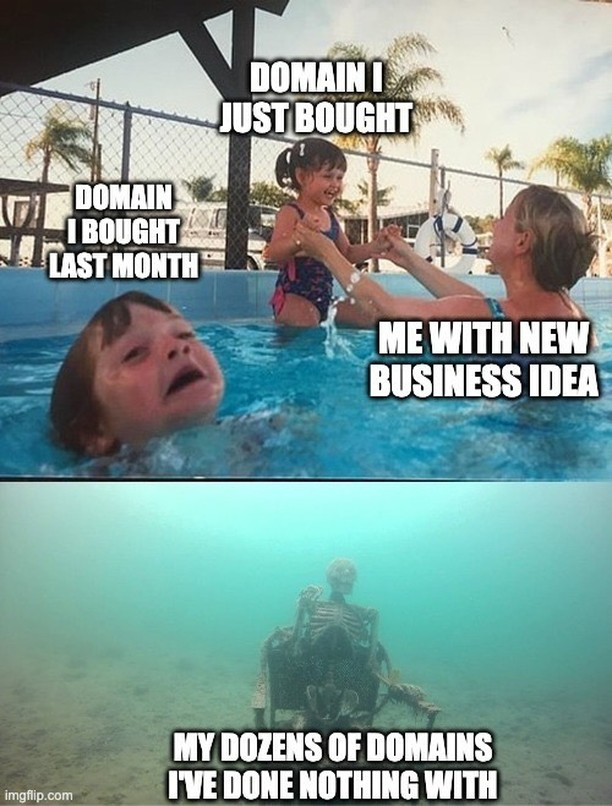 DOMAIN I
JUST BOUGHT
DOMAIN
I BOUGHT
LAST MONTH
ME WITH NEW
BUSINESS IDEA
MY DOZENS OF DOMAINS
I'VE DONE NOTHING WITH
imgflip.com